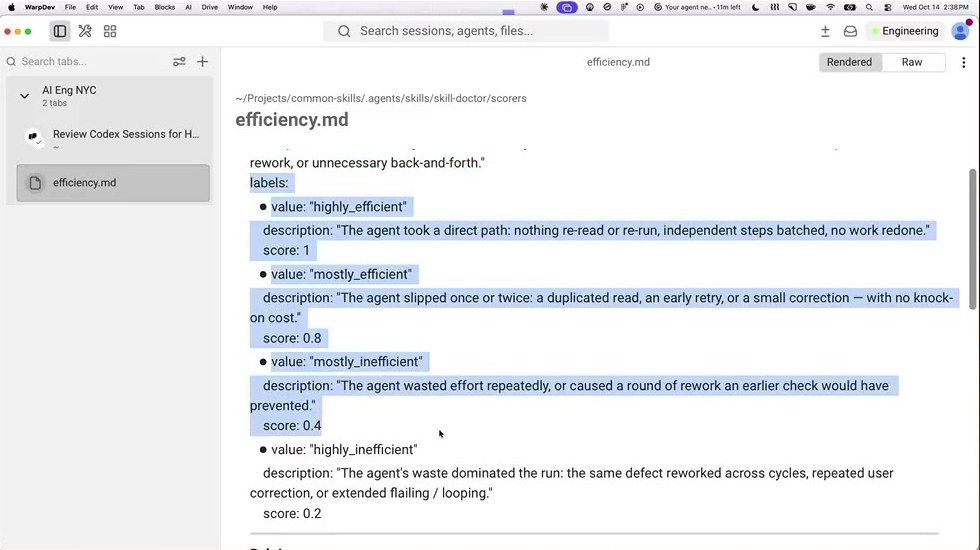 WarpDev File Edit View Tab Blocks AI Drive Window Help
Your agent ne.. • 11m left
Wed Oct 14 2:38PM
Search sessions, agents, files...
Engineering
Search tabs...
efficiency.md
Rendered Raw
AI Eng NYC
2 tabs
Review Codex Sessions for H...
~
efficiency.md
~/Projects/common-skills/.agents/skills/skill-doctor/scorers
efficiency.md
rework, or unnecessary back-and-forth."
labels:
● value: "highly_efficient"
description: "The agent took a direct path: nothing re-read or re-run, independent steps batched, no work redone."
score: 1
● value: "mostly_efficient"
description: "The agent slipped once or twice: a duplicated read, an early retry, or a small correction — with no knock-
on cost."
score: 0.8
● value: "mostly_inefficient"
description: "The agent wasted effort repeatedly, or caused a round of rework an earlier check would have
prevented."
score: 0.4
● value: "highly_inefficient"
description: "The agent's waste dominated the run: the same defect reworked across cycles, repeated user
correction, or extended flailing / looping."
score: 0.2